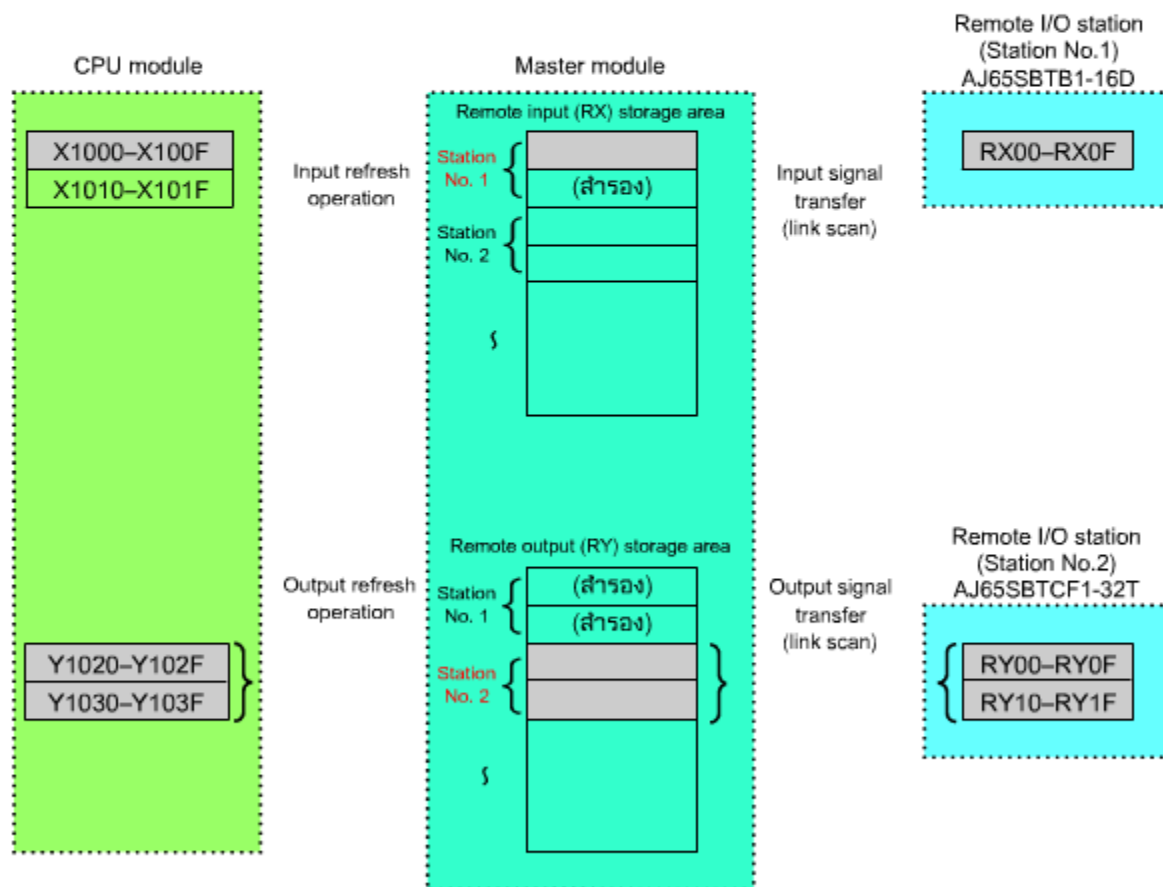 CPU module
X1000–X100F
X1010–X101F
Y1020–Y102F
Y1030–Y103F
Input refresh
operation
Output refresh
operation
Master module
Remote input (RX) storage area
Station
No. 1
(สำรอง)
Station
No. 2
Remote output (RY) storage area
Station
No. 1
(สำรอง)
(สำรอง)
Station
No. 2
Input signal
transfer
(link scan)
Output signal
transfer
(link scan)
Remote I/O station
(Station No.1)
AJ65SBTB1-16D
RX00–RX0F
Remote I/O station
(Station No.2)
AJ65SBTCF1-32T
RY00–RY0F
RY10–RY1F